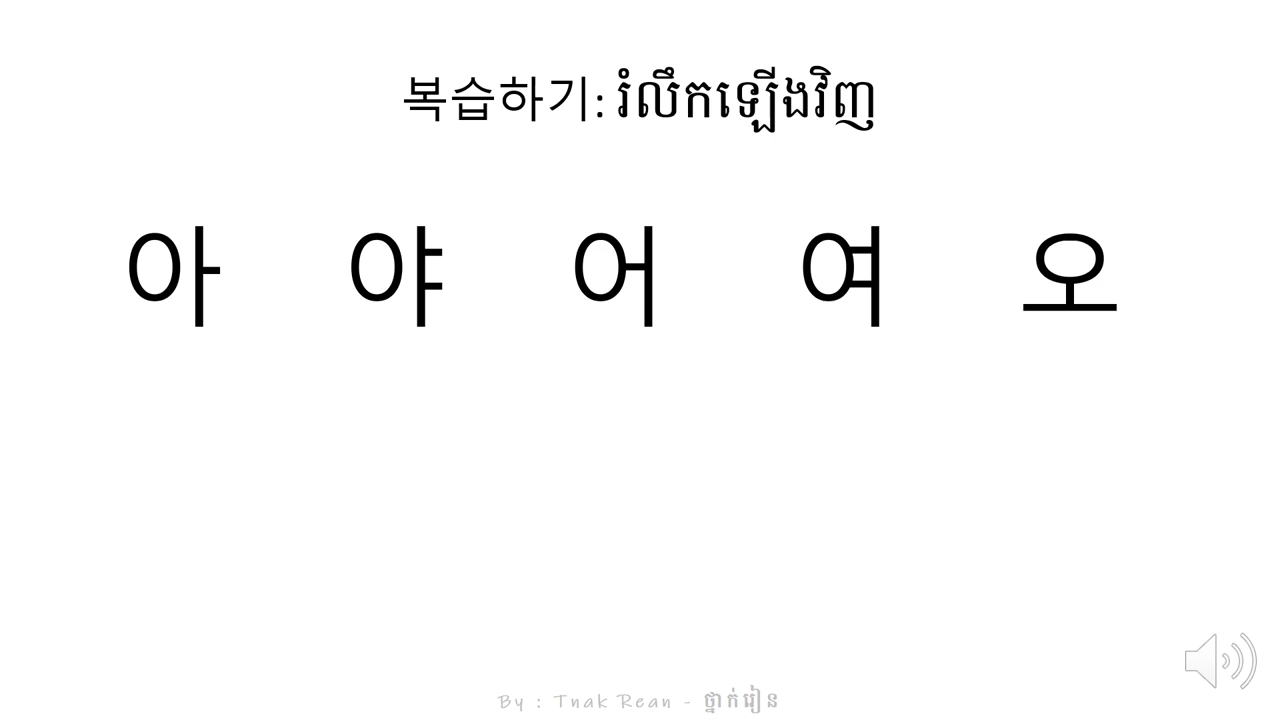 복습하기: រំលឹកឡើងវិញ
아 야 어 여 오
By : Tnak Rean - ថ្នាក់រៀន